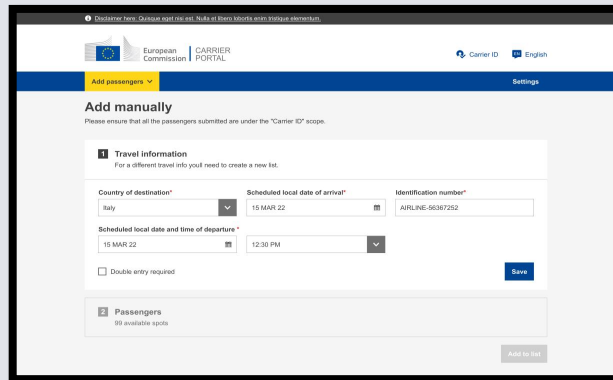 Disclaimer here: Quisque eget nisi est. Nulla et libero lobortis enim tristique elementum.
European Commission
CARRIER PORTAL
Carrier ID
EN English
Add passengers
Settings
Add manually
Please ensure that all the passengers submitted are under the "Carrier ID" scope.
1 Travel information
For a different travel info youll need to create a new list.
Country of destination*
Scheduled local date of arrival*
Identification number*
Italy
15 MAR 22
AIRLINE-56367252
Scheduled local date and time of departure *
15 MAR 22
12:30 PM
Double entry required
Save
2 Passengers
99 available spots
Add to list